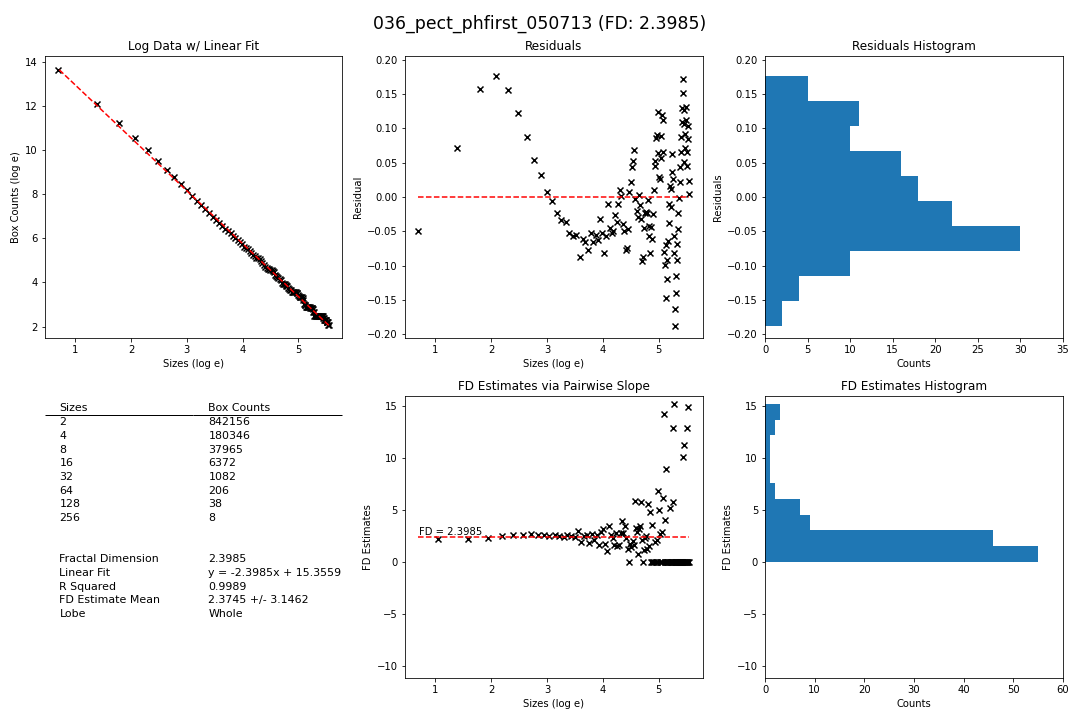 036_pect_phfirst_050713 (FD: 2.3985)
Log Data w/ Linear Fit
Box Counts (log e)
14
12
10
8
6
4
2
1 2 3 4 5
Sizes (log e)
Residuals
Residual
0.20
0.15
0.10
0.05
0.00
−0.05
−0.10
−0.15
−0.20
1 2 3 4 5
Sizes (log e)
Residuals Histogram
Residuals
0.20
0.15
0.10
0.05
0.00
−0.05
−0.10
−0.15
−0.20
0 5 10 15 20 25 30 35
Counts
Sizes Box Counts
2 842156
4 180346
8 37965
16 6372
32 1082
64 206
128 38
256 8
Fractal Dimension 2.3985
Linear Fit y = -2.3985x + 15.3559
R Squared 0.9989
FD Estimate Mean 2.3745 +/- 3.1462
Lobe Whole
FD Estimates via Pairwise Slope
FD Estimates
15
10
5
0
−5
−10
FD = 2.3985
1 2 3 4 5
Sizes (log e)
FD Estimates Histogram
FD Estimates
15
10
5
0
−5
−10
0 10 20 30 40 50 60
Counts